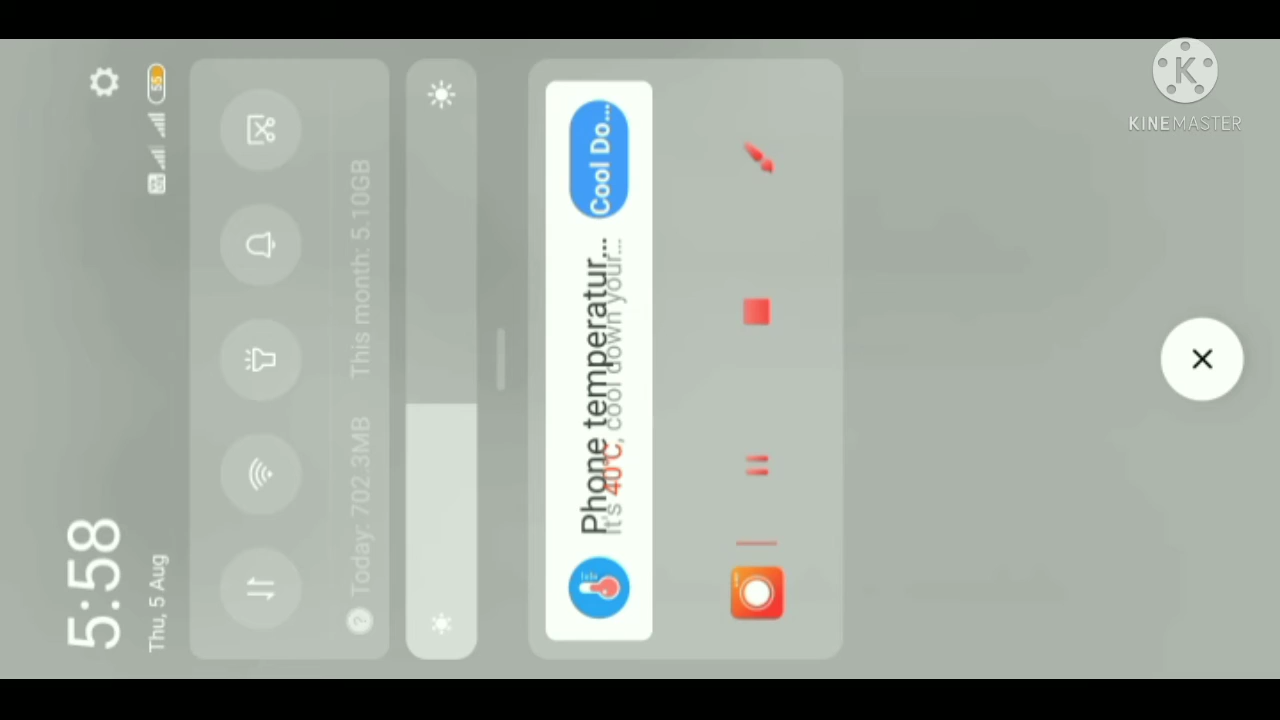 5:58
Thu, 5 Aug
55
Today: 702.3MB
This month: 5.10GB
Phone temperatur...
It's 40°C, cool down your...
Cool Do...
K
KINEMASTER